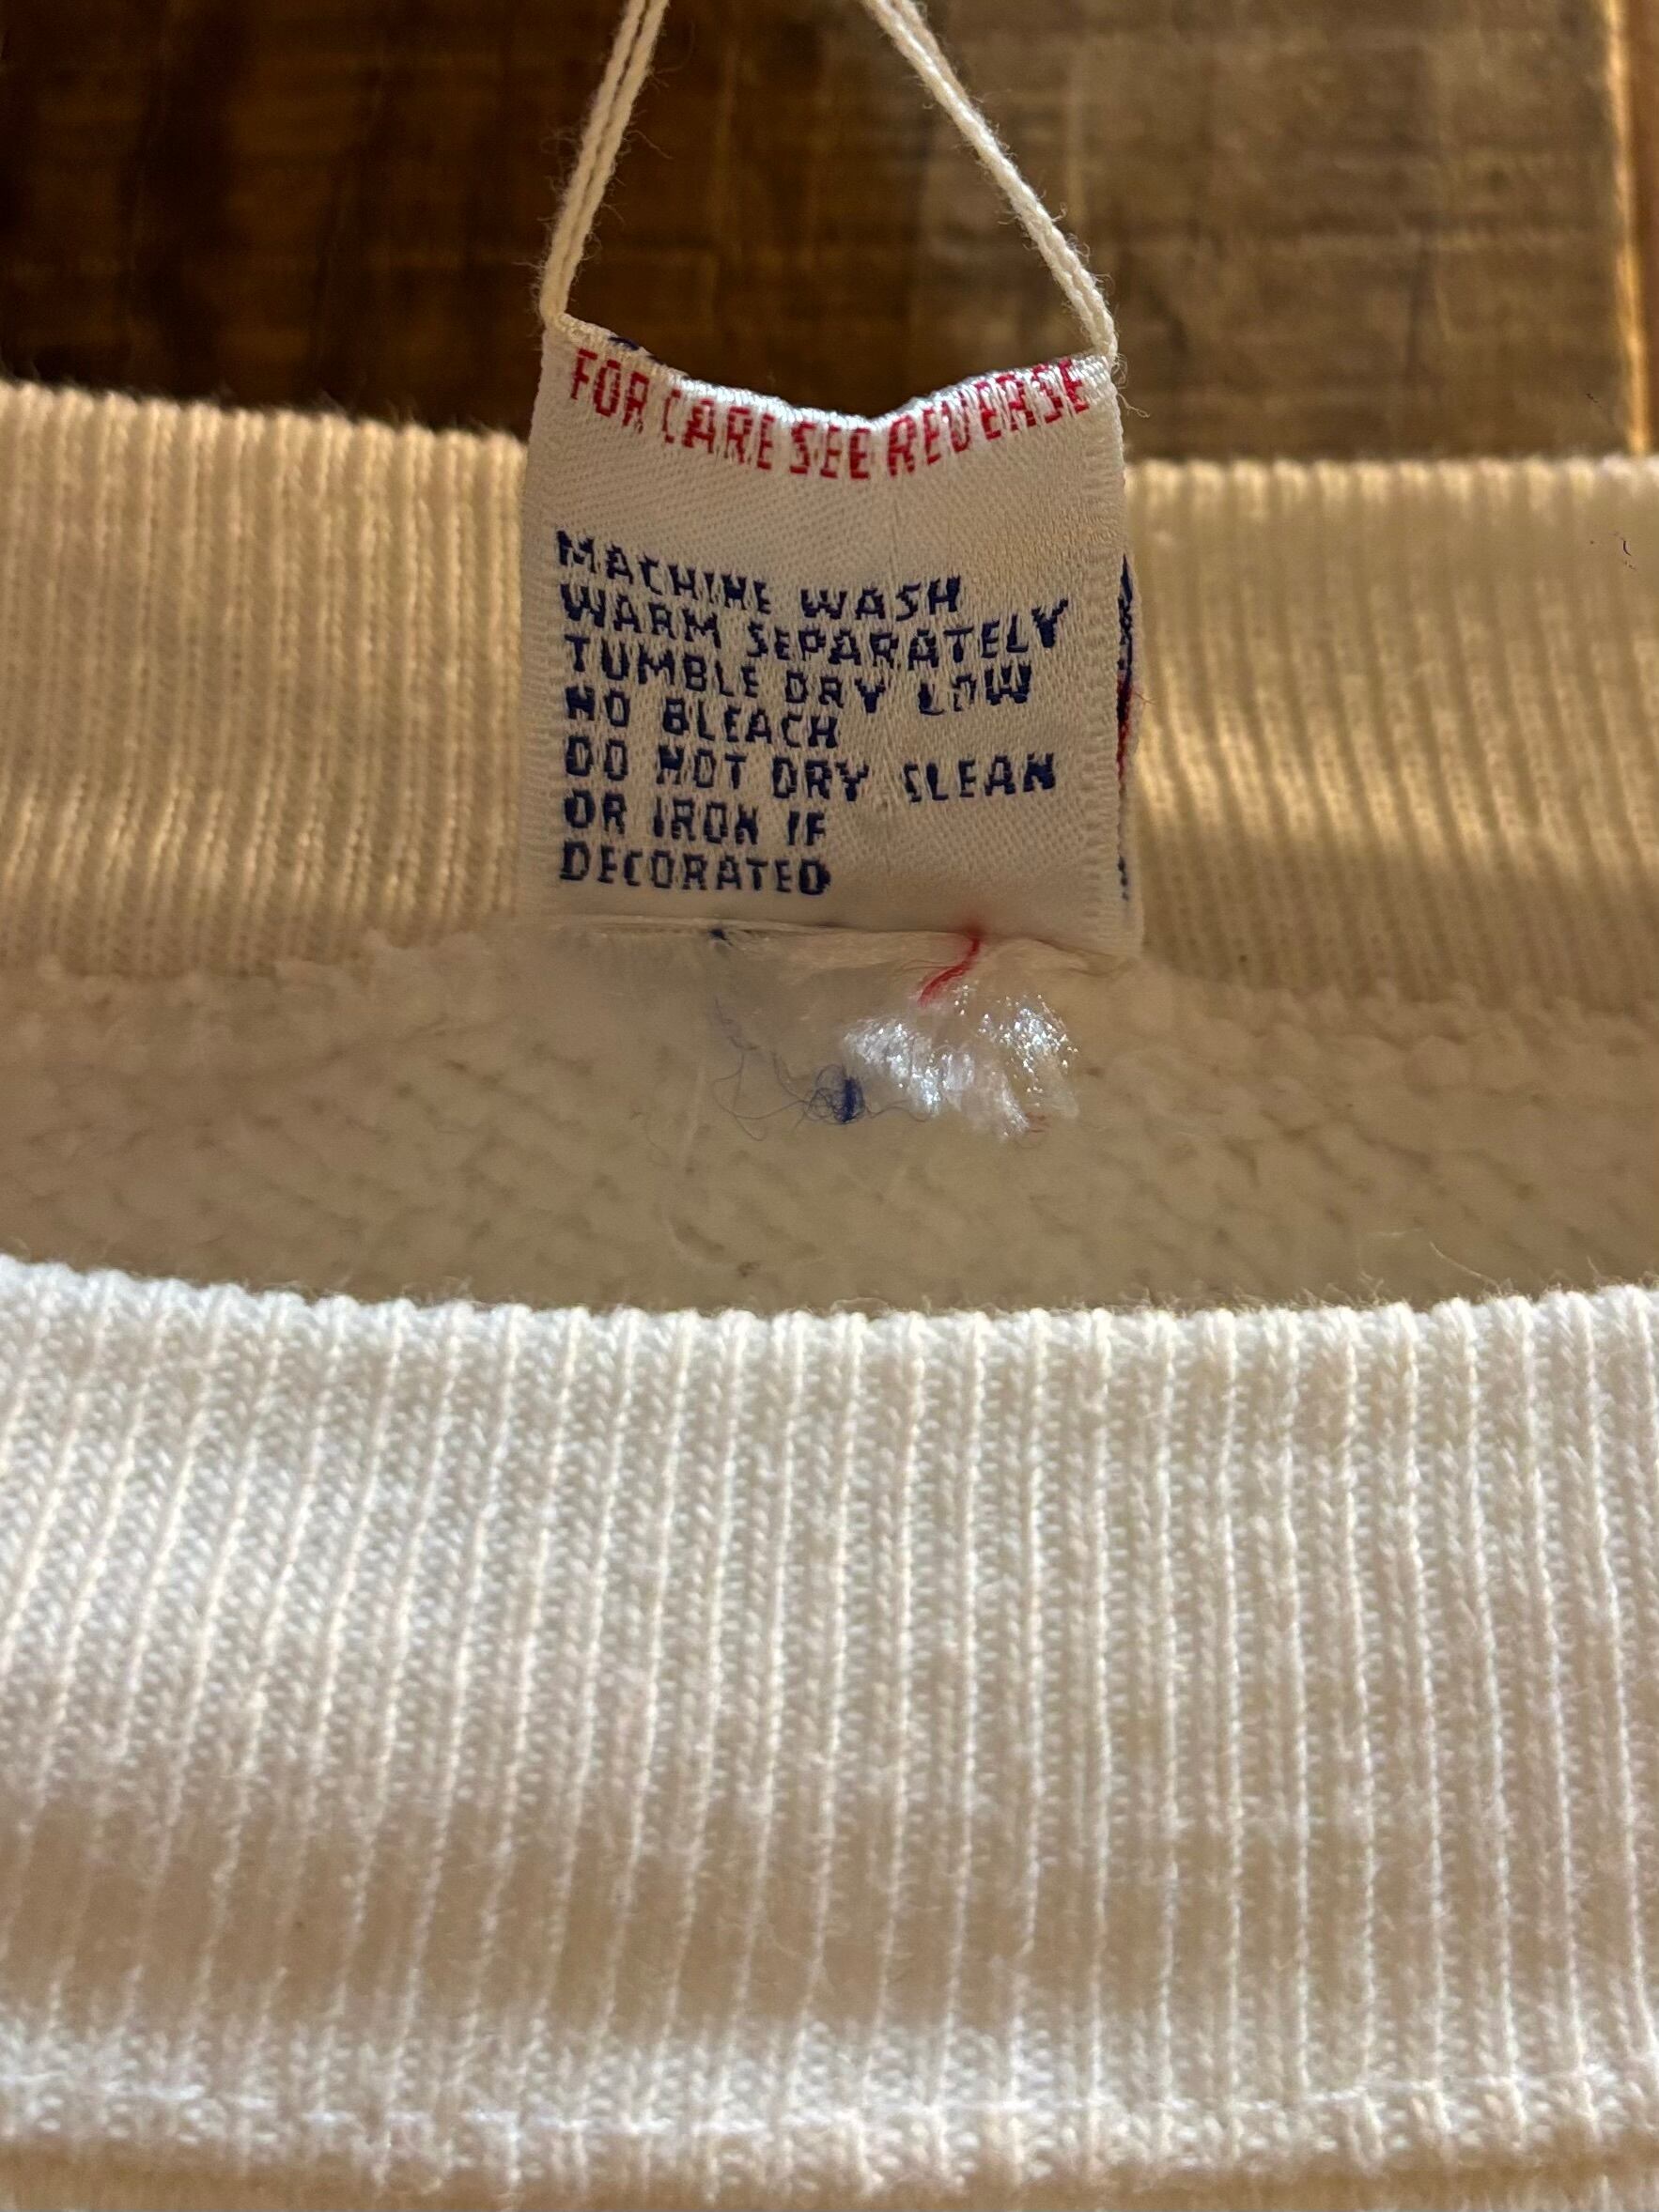 FOR CARE SEE REVERSE
MACHINE WASH
WARM SEPARATELY
TUMBLE DRY LOW
NO BLEACH
DO NOT DRY CLEAN
OR IRON IF
DECORATED